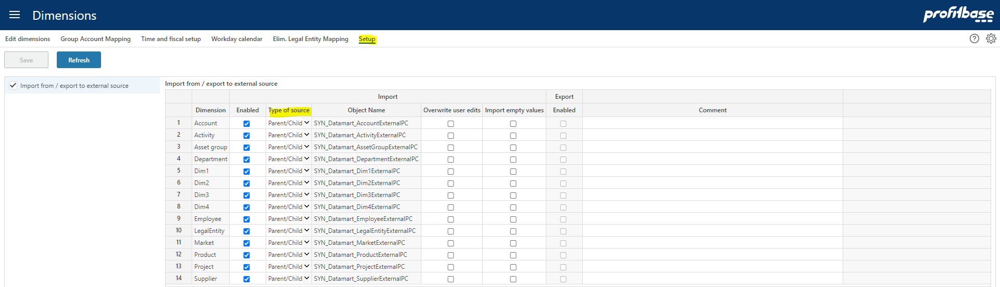 Dimensions
profitbase
Edit dimensions Group Account Mapping Time and fiscal setup Workday calendar Elim. Legal Entity Mapping Setup ?
Save Refresh
Import from / export to external source
Import from / export to external source
Import Export
Dimension Enabled Type of source Object Name Overwrite user edits Import empty values Enabled Comment
1 Account Parent/Child SYN_Datamart_AccountExternalPC
2 Activity Parent/Child SYN_Datamart_ActivityExternalPC
3 Asset group Parent/Child SYN_Datamart_AssetGroupExternalPC
4 Department Parent/Child SYN_Datamart_DepartmentExternalPC
5 Dim1 Parent/Child SYN_Datamart_Dim1ExternalPC
6 Dim2 Parent/Child SYN_Datamart_Dim2ExternalPC
7 Dim3 Parent/Child SYN_Datamart_Dim3ExternalPC
8 Dim4 Parent/Child SYN_Datamart_Dim4ExternalPC
9 Employee Parent/Child SYN_Datamart_EmployeeExternalPC
10 LegalEntity Parent/Child SYN_Datamart_LegalEntityExternalPC
11 Market Parent/Child SYN_Datamart_MarketExternalPC
12 Product Parent/Child SYN_Datamart_ProductExternalPC
13 Project Parent/Child SYN_Datamart_ProjectExternalPC
14 Supplier Parent/Child SYN_Datamart_SupplierExternalPC